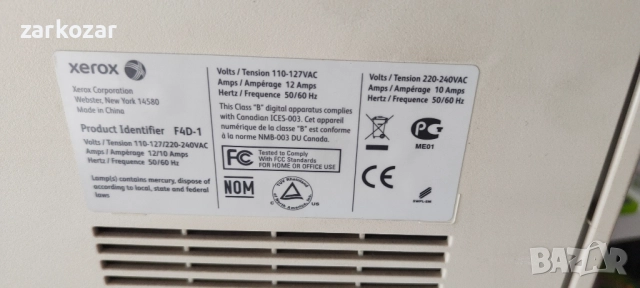 zarkozar
xerox
Xerox Corporation
Webster, New York 14580
Made in China
Product Identifier F4D-1
Volts / Tension 110-127/220-240VAC
Amps / Ampérage 12/10 Amps
Hertz / Frequence 50/60 Hz
Lamp(s) contains mercury, dispose of
according to local, state and federal
laws.
Volts / Tension 110-127VAC
Amps / Ampérage 12 Amps
Hertz / Frequence 50/60 Hz
This Class "B" digital apparatus complies
with Canadian ICES-003. Cet appareil
numérique de la classe "B" est conforme
à la norme NMB-003 DU Canada.
FC Tested to Comply
With FCC Standards
FOR HOME OR OFFICE USE
NOM
C US
Volts / Tension 220-240VAC
Amps / Ampérage 10 Amps
Hertz / Frequence 50/60 Hz
ME01
CE
BAZAR